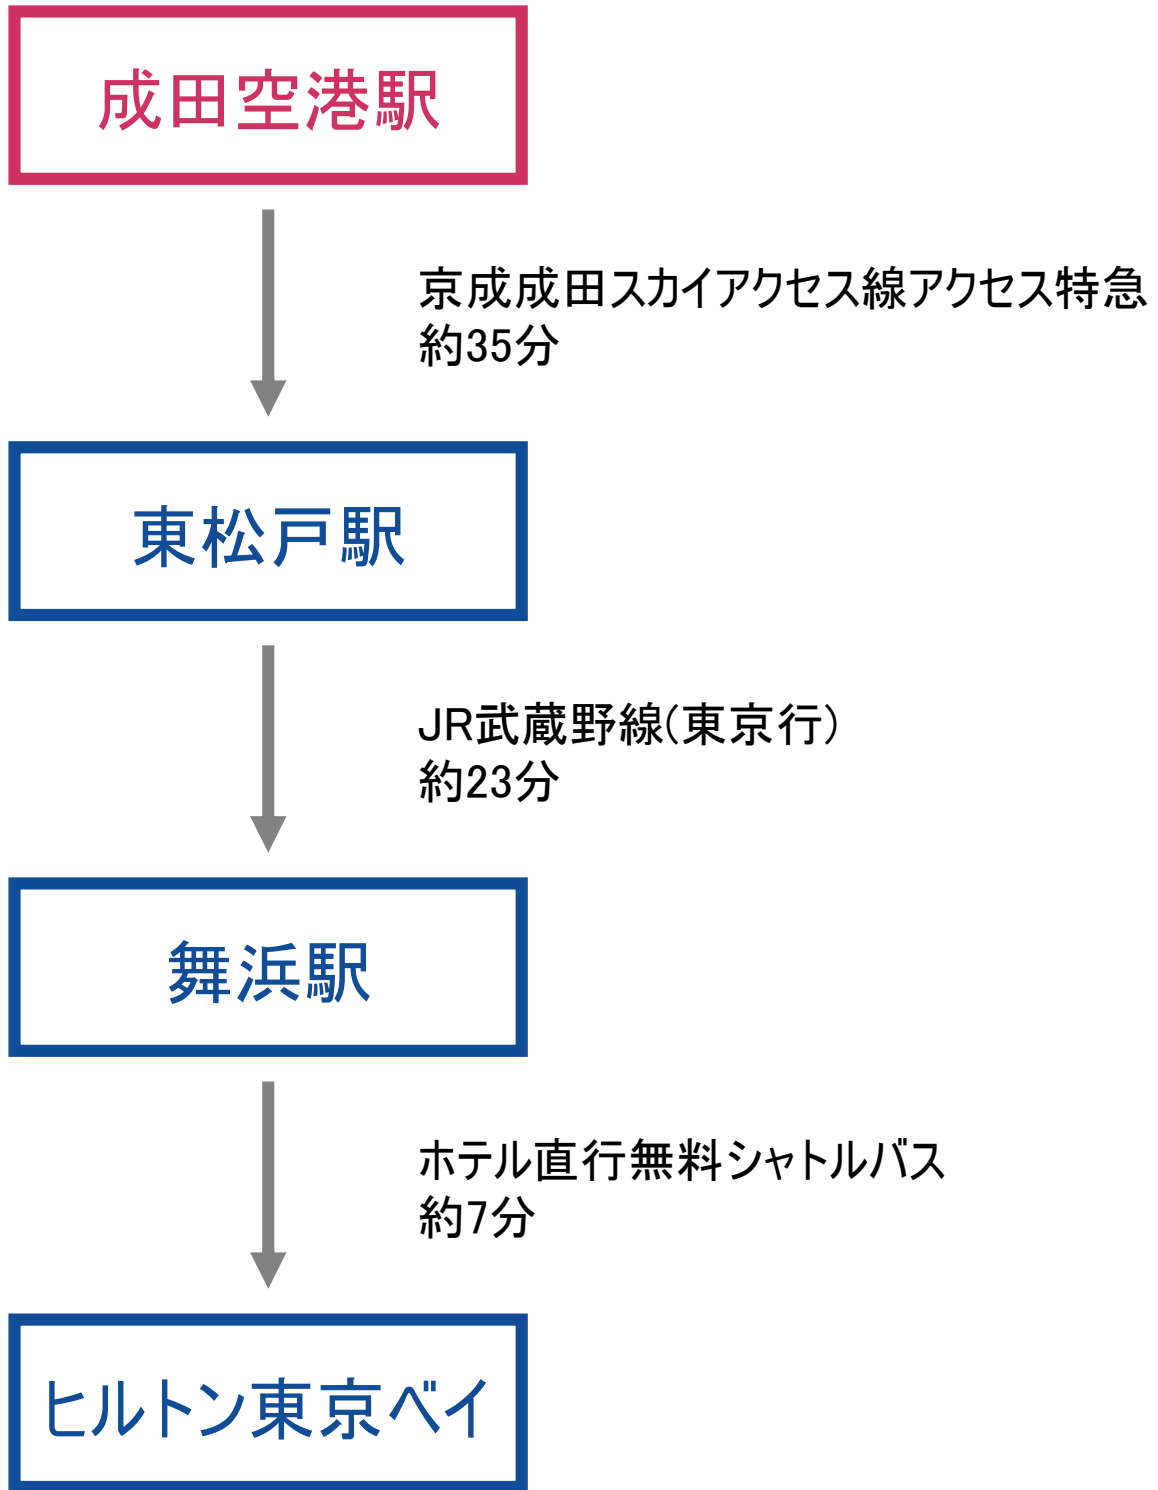 成田空港駅
京成成田スカイアクセス線アクセス特急
約35分
東松戸駅
JR武蔵野線(東京行)
約23分
舞浜駅
ホテル直行無料シャトルバス
約7分
ヒルトン東京ベイ